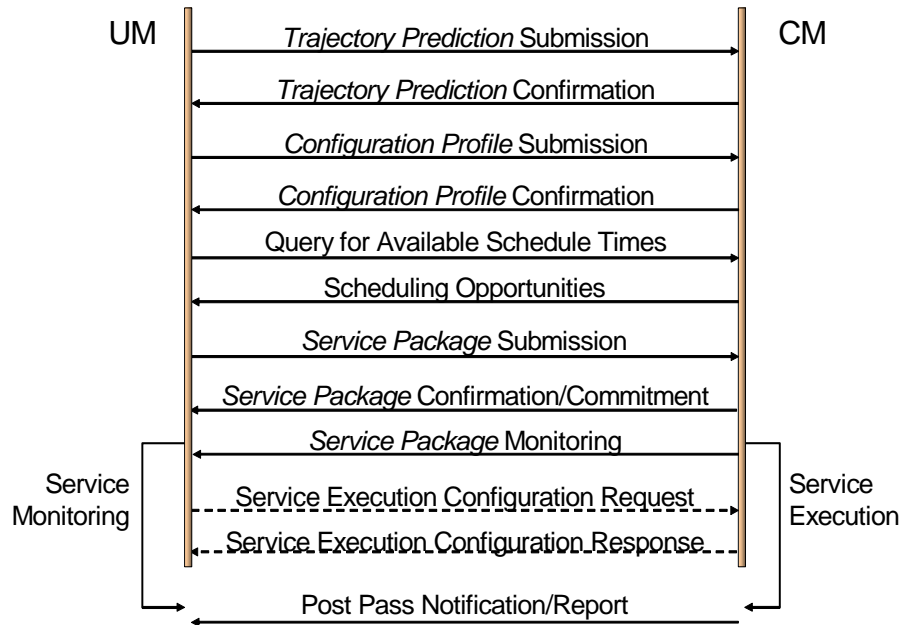 UM
CM
Trajectory Prediction Submission
Trajectory Prediction Confirmation
Configuration Profile Submission
Configuration Profile Confirmation
Query for Available Schedule Times
Scheduling Opportunities
Service Package Submission
Service Package Confirmation/Commitment
Service Package Monitoring
Service
Monitoring
Service Execution Configuration Request
Service Execution Configuration Response
Service
Execution
Post Pass Notification/Report